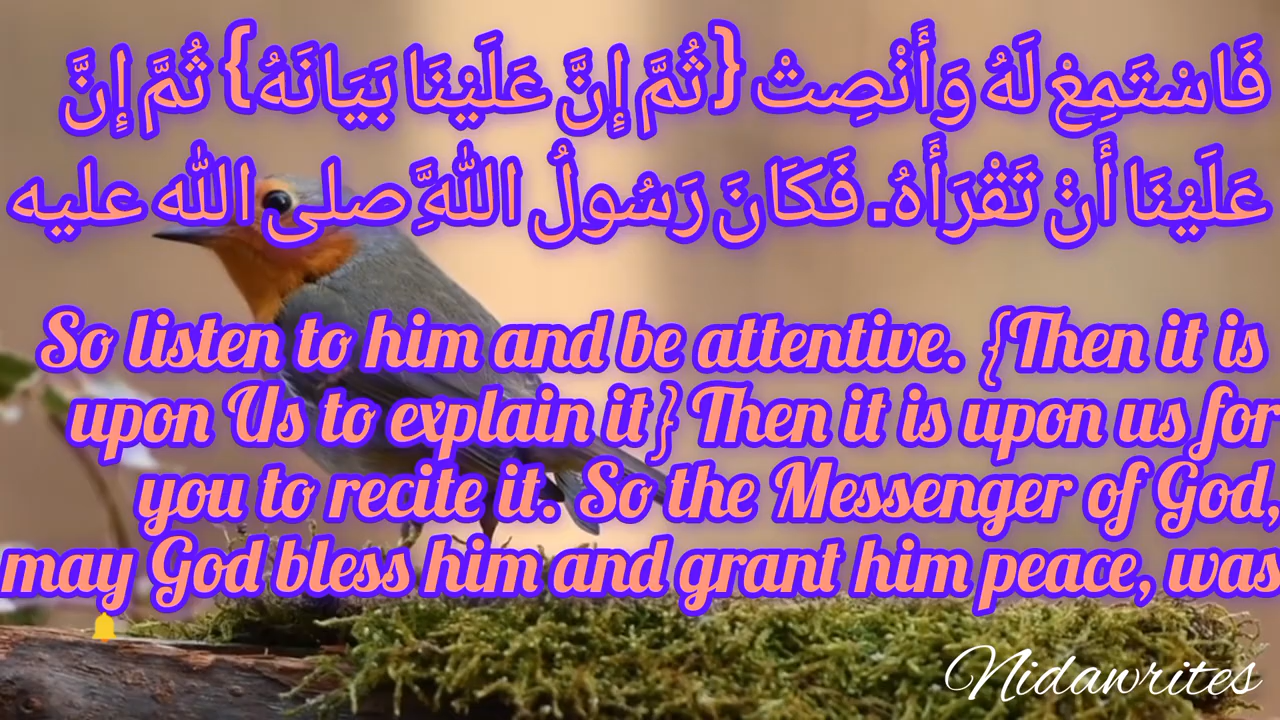 فَاسْتَمِعْ لَهُ وَأَنْصِتْ {ثُمَّ إِنَّ عَلَيْنَا بَيَانَهُ} ثُمَّ إِنَّ
عَلَيْنَا أَنْ تَقْرَأَهُ. فَكَانَ رَسُولُ اللَّهِ صلى الله عليه
So listen to him and be attentive. {Then it is
upon Us to explain it} Then it is upon us for
you to recite it. So the Messenger of God,
may God bless him and grant him peace, was
Nidawrites